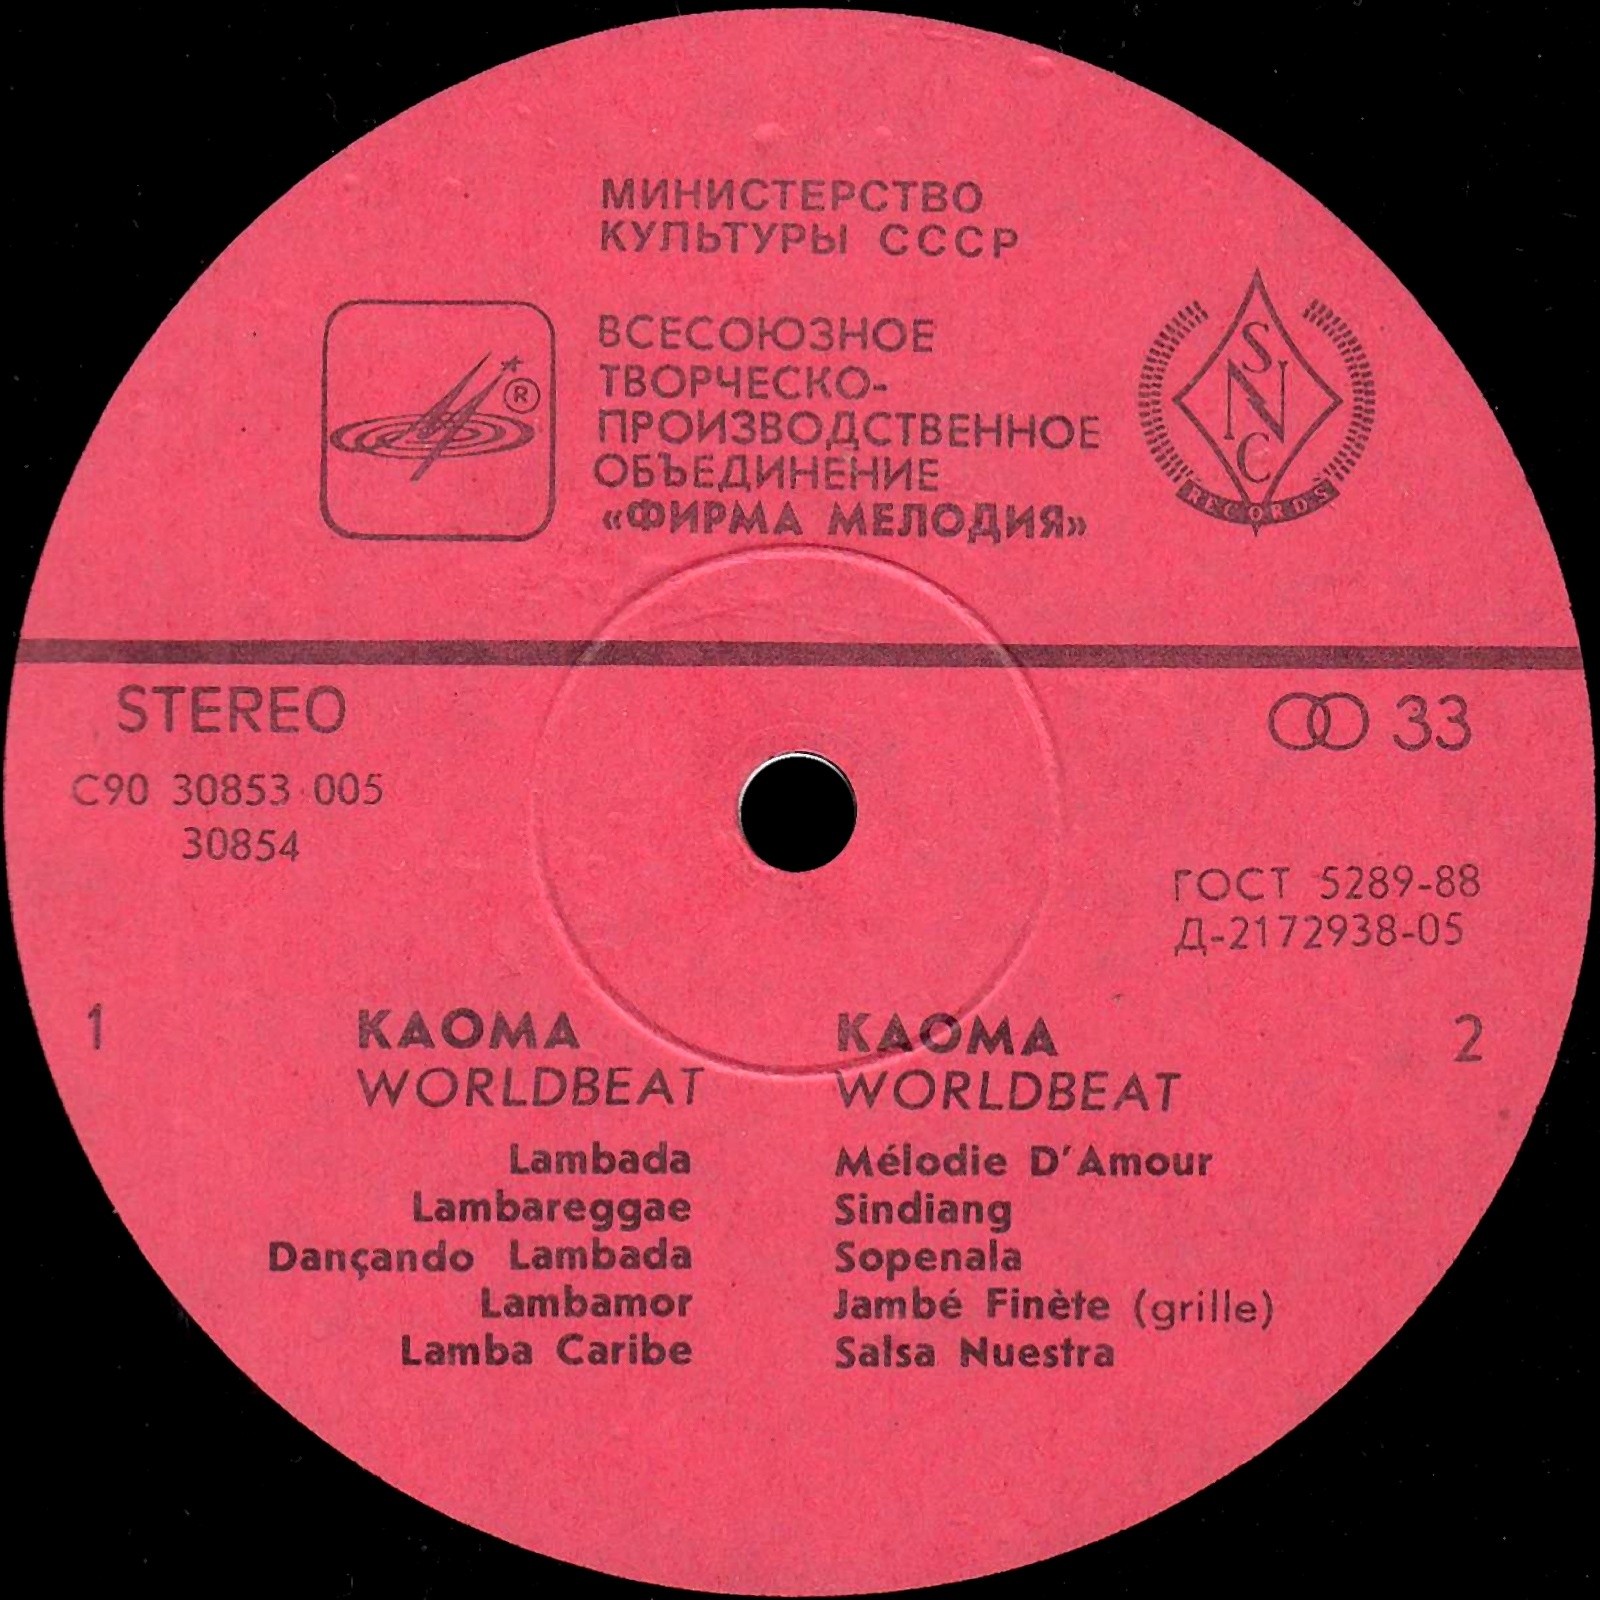 МИНИСТЕРСТВО
КУЛЬТУРЫ СССР
ВСЕСОЮЗНОЕ
ТВОРЧЕСКО-
ПРОИЗВОДСТВЕННОЕ
ОБЪЕДИНЕНИЕ
«ФИРМА МЕЛОДИЯ»
®
SNC
RECORDS
STEREO
33
С90 30853 005
30854
ГОСТ 5289-88
Д-2172938-05
1
KAOMA
WORLDBEAT
Lambada
Lambareggae
Dançando Lambada
Lambamor
Lamba Caribe
2
KAOMA
WORLDBEAT
Mélodie D'Amour
Sindiang
Sopenala
Jambé Finète (grille)
Salsa Nuestra